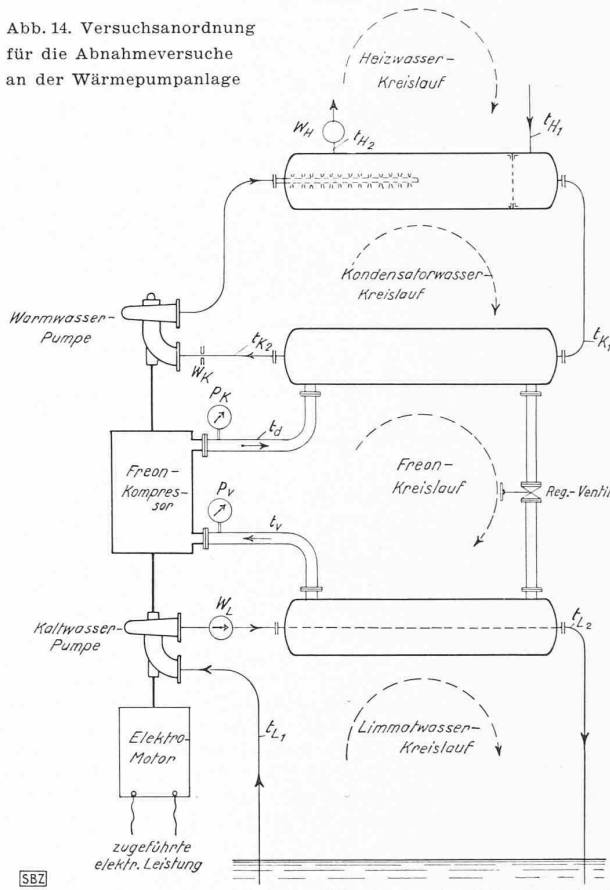 Abb. 14. Versuchsanordnung
für die Abnahmeversuche
an der Wärmepumpanlage
Heizwasser-
Kreislauf
W_H
t_H2
t_H1
Kondensatorwasser-
Kreislauf
Warmwasser-
Pumpe
t_K2
t_K1
W_K
P_K
t_d
Freon-
Kompres-
sor
Freon-
Kreislauf
Reg.-Ventil
P_v
t_v
W_L
Kaltwasser-
Pumpe
t_L2
t_L1
Limmatwasser-
Kreislauf
Elektro-
Motor
zugeführte
elektr. Leistung
SBZ